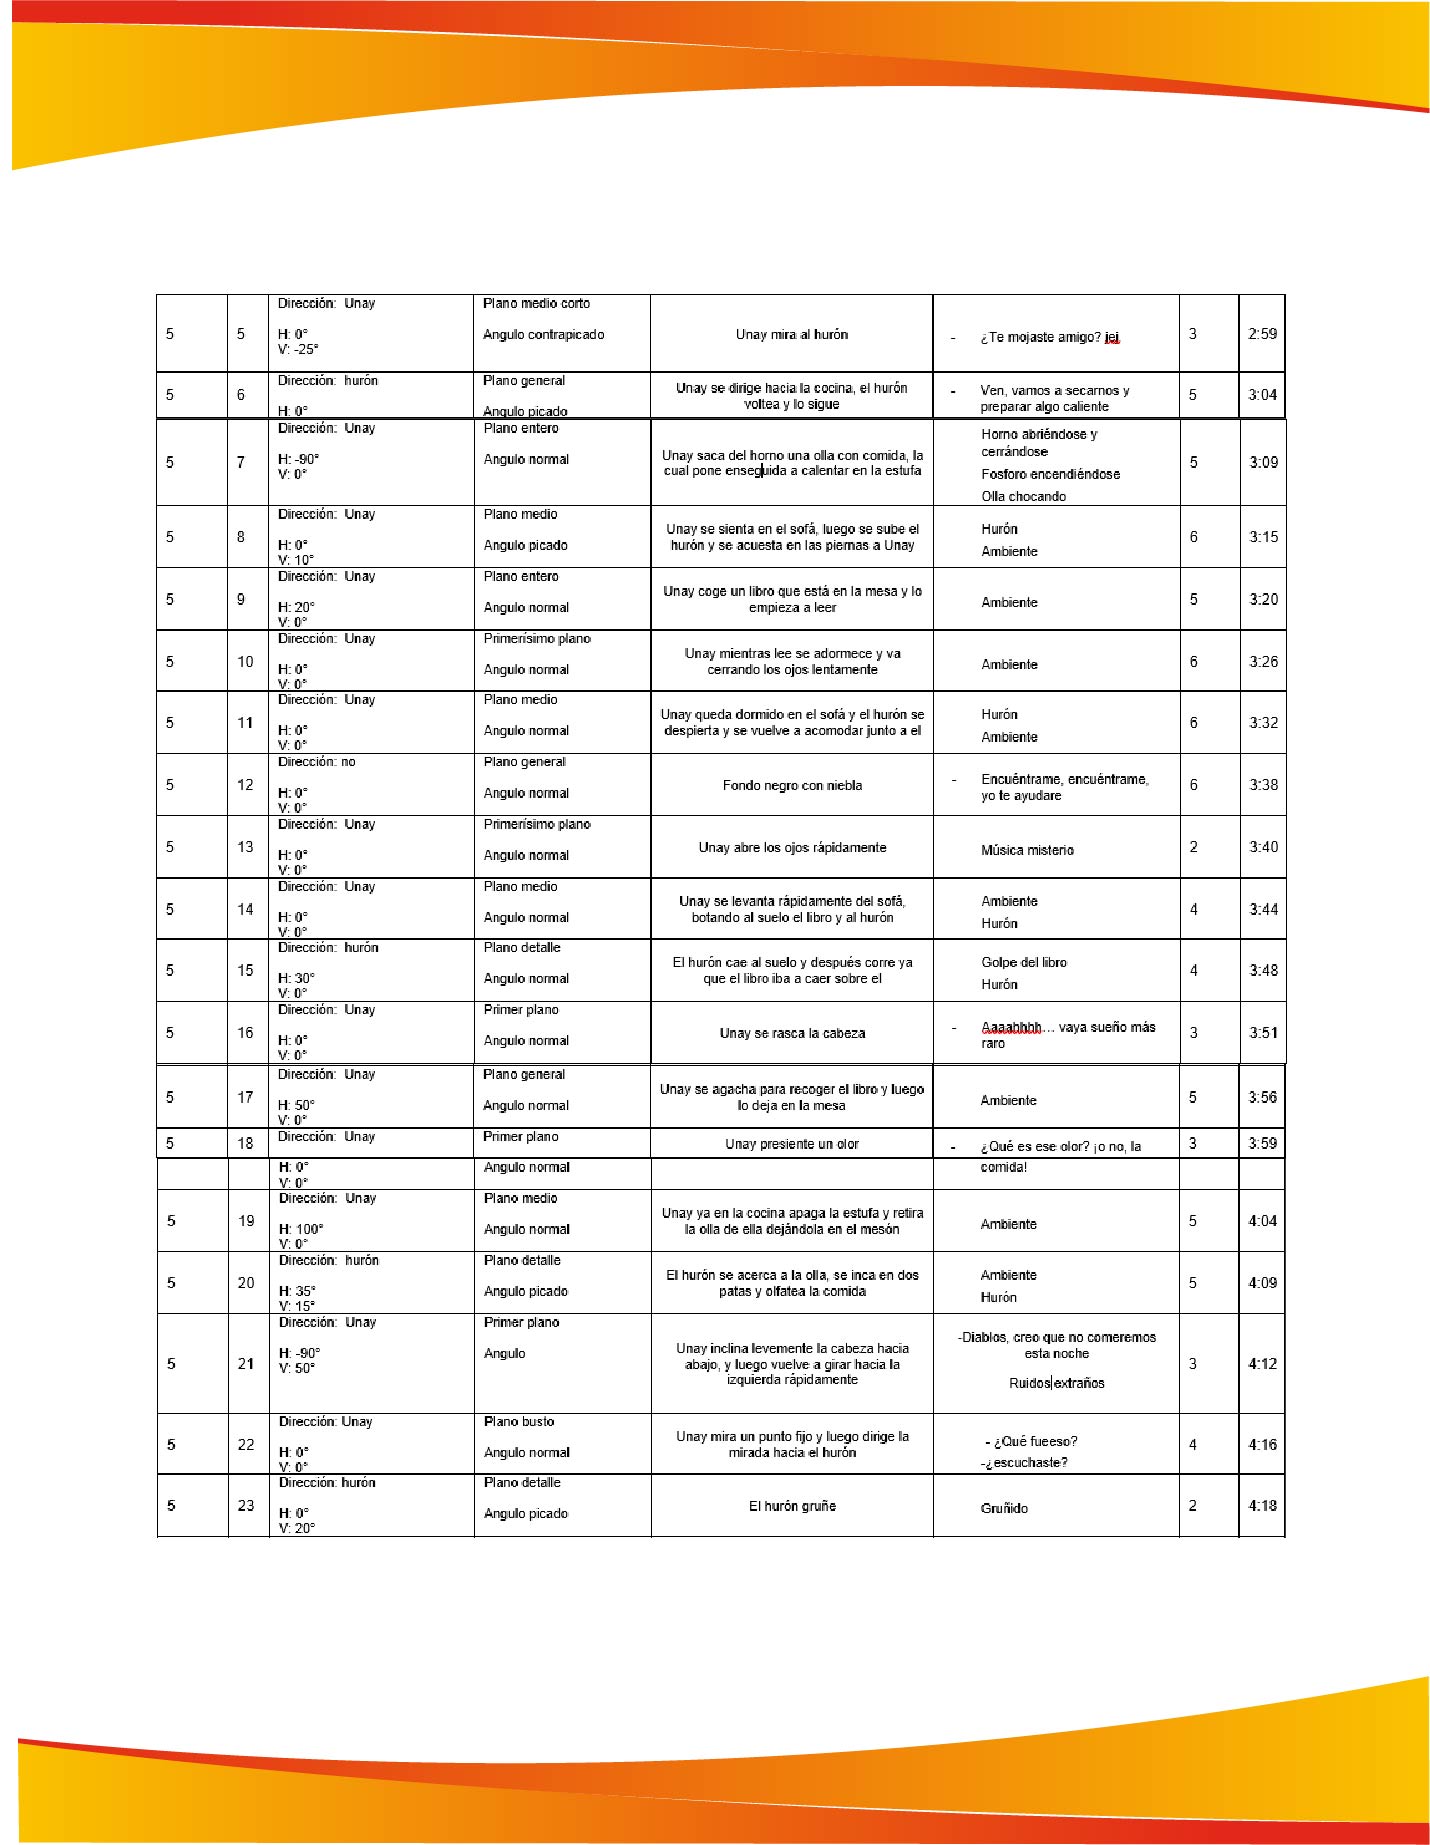 5
5
Dirección: Unay
H: 0°
V: -25°
Plano medio corto
Angulo contrapicado
Unay mira al hurón
- ¿Te mojaste amigo? jej
3
2:59
5
6
Dirección: hurón
H: 0°
Plano general
Angulo picado
Unay se dirige hacia la cocina, el hurón
voltea y lo sigue
- Ven, vamos a secarnos y
preparar algo caliente
5
3:04
5
7
Dirección: Unay
H: -90°
V: 0°
Plano entero
Angulo normal
Unay saca del horno una olla con comida, la
cual pone enseguida a calentar en la estufa
Horno abriéndose y
cerrándose
Fosforo encendiéndose
Olla chocando
5
3:09
5
8
Dirección: Unay
H: 0°
V: 10°
Plano medio
Angulo picado
Unay se sienta en el sofá, luego se sube el
hurón y se acuesta en las piernas a Unay
Hurón
Ambiente
6
3:15
5
9
Dirección: Unay
H: 20°
V: 0°
Plano entero
Angulo normal
Unay coge un libro que está en la mesa y lo
empieza a leer
Ambiente
5
3:20
5
10
Dirección: Unay
H: 0°
V: 0°
Primerísimo plano
Angulo normal
Unay mientras lee se adormece y va
cerrando los ojos lentamente
Ambiente
6
3:26
5
11
Dirección: Unay
H: 0°
V: 0°
Plano medio
Angulo normal
Unay queda dormido en el sofá y el hurón se
despierta y se vuelve a acomodar junto a el
Hurón
Ambiente
6
3:32
5
12
Dirección: no
H: 0°
V: 0°
Plano general
Angulo normal
Fondo negro con niebla
- Encuéntrame, encuéntrame,
yo te ayudare
6
3:38
5
13
Dirección: Unay
H: 0°
V: 0°
Primerísimo plano
Angulo normal
Unay abre los ojos rápidamente
Música misterio
2
3:40
5
14
Dirección: Unay
H: 0°
V: 0°
Plano medio
Angulo normal
Unay se levanta rápidamente del sofá,
botando al suelo el libro y al hurón
Ambiente
Hurón
4
3:44
5
15
Dirección: hurón
H: 30°
V: 0°
Plano detalle
Angulo normal
El hurón cae al suelo y después corre ya
que el libro iba a caer sobre el
Golpe del libro
Hurón
4
3:48
5
16
Dirección: Unay
H: 0°
V: 0°
Primer plano
Angulo normal
Unay se rasca la cabeza
- Aaaahhhh… vaya sueño más
raro
3
3:51
5
17
Dirección: Unay
H: 50°
V: 0°
Plano general
Angulo normal
Unay se agacha para recoger el libro y luego
lo deja en la mesa
Ambiente
5
3:56
5
18
Dirección: Unay
H: 0°
V: 0°
Primer plano
Angulo normal
Unay presiente un olor
- ¿Qué es ese olor? ¡o no, la
comida!
3
3:59
5
19
Dirección: Unay
H: 100°
V: 0°
Plano medio
Angulo normal
Unay ya en la cocina apaga la estufa y retira
la olla de ella dejándola en el mesón
Ambiente
5
4:04
5
20
Dirección: hurón
H: 35°
V: 15°
Plano detalle
Angulo picado
El hurón se acerca a la olla, se inca en dos
patas y olfatea la comida
Ambiente
Hurón
5
4:09
5
21
Dirección: Unay
H: -90°
V: 50°
Primer plano
Angulo
Unay inclina levemente la cabeza hacia
abajo, y luego vuelve a girar hacia la
izquierda rápidamente
-Diablos, creo que no comeremos
esta noche
Ruidos extraños
3
4:12
5
22
Dirección: Unay
H: 0°
V: 0°
Plano busto
Angulo normal
Unay mira un punto fijo y luego dirige la
mirada hacia el hurón
- ¿Qué fueeso?
-¿escuchaste?
4
4:16
5
23
Dirección: hurón
H: 0°
V: 20°
Plano detalle
Angulo picado
El hurón gruñe
Gruñido
2
4:18